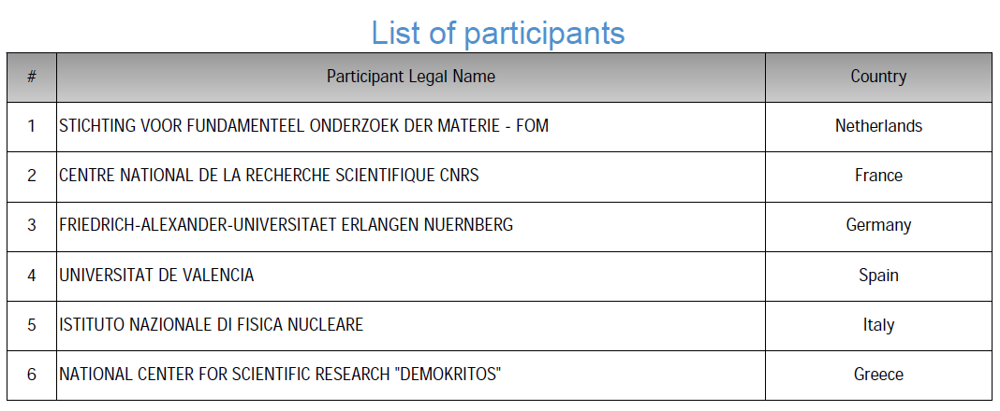 List of participants
# Participant Legal Name Country
1 STICHTING VOOR FUNDAMENTEEL ONDERZOEK DER MATERIE - FOM Netherlands
2 CENTRE NATIONAL DE LA RECHERCHE SCIENTIFIQUE CNRS France
3 FRIEDRICH-ALEXANDER-UNIVERSITAET ERLANGEN NUERNBERG Germany
4 UNIVERSITAT DE VALENCIA Spain
5 ISTITUTO NAZIONALE DI FISICA NUCLEARE Italy
6 NATIONAL CENTER FOR SCIENTIFIC RESEARCH "DEMOKRITOS" Greece